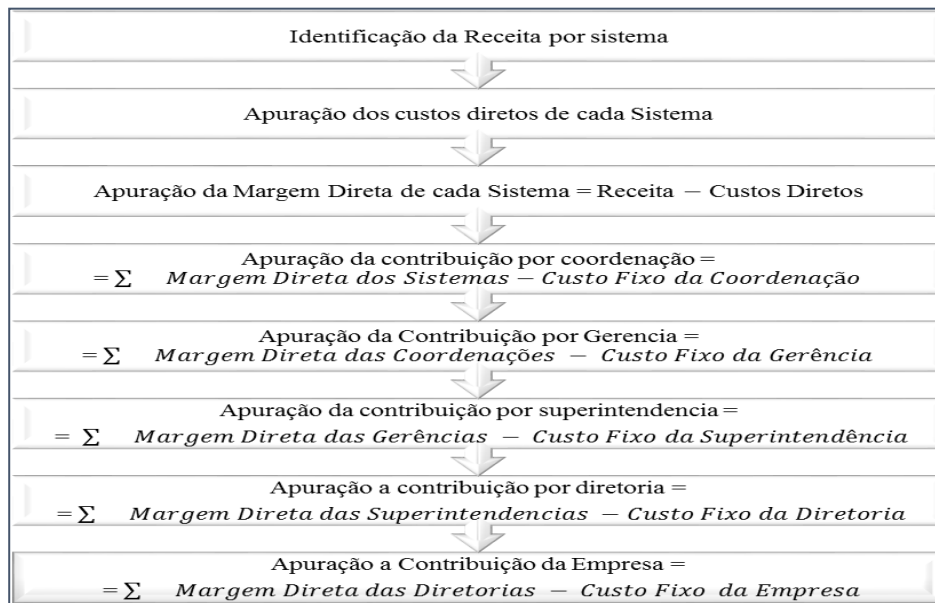 Identificação da Receita por sistema
Apuração dos custos diretos de cada Sistema
Apuração da Margem Direta de cada Sistema = Receita − Custos Diretos
Apuração da contribuição por coordenação =
= ∑ Margem Direta dos Sistemas − Custo Fixo da Coordenação
Apuração da Contribuição por Gerencia =
= ∑ Margem Direta das Coordenações − Custo Fixo da Gerência
Apuração da contribuição por superintendencia =
= ∑ Margem Direta das Gerências − Custo Fixo da Superintendência
Apuração a contribuição por diretoria =
= ∑ Margem Direta das Superintendencias − Custo Fixo da Diretoria
Apuração a Contribuição da Empresa =
= ∑ Margem Direta das Diretorias − Custo Fixo da Empresa